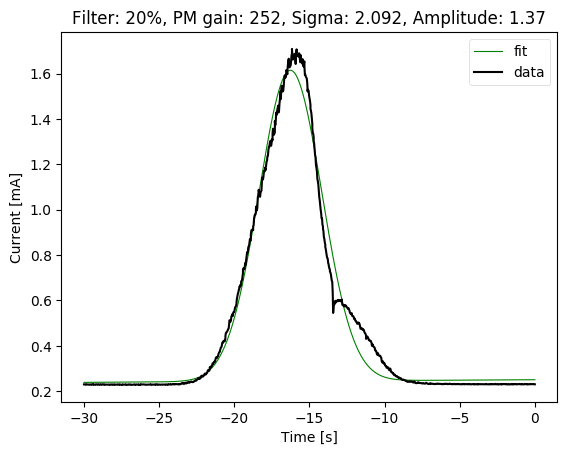 Filter: 20%, PM gain: 252, Sigma: 2.092, Amplitude: 1.37
fit
data
Current [mA]
1.6
1.4
1.2
1.0
0.8
0.6
0.4
0.2
−30 −25 −20 −15 −10 −5 0
Time [s]